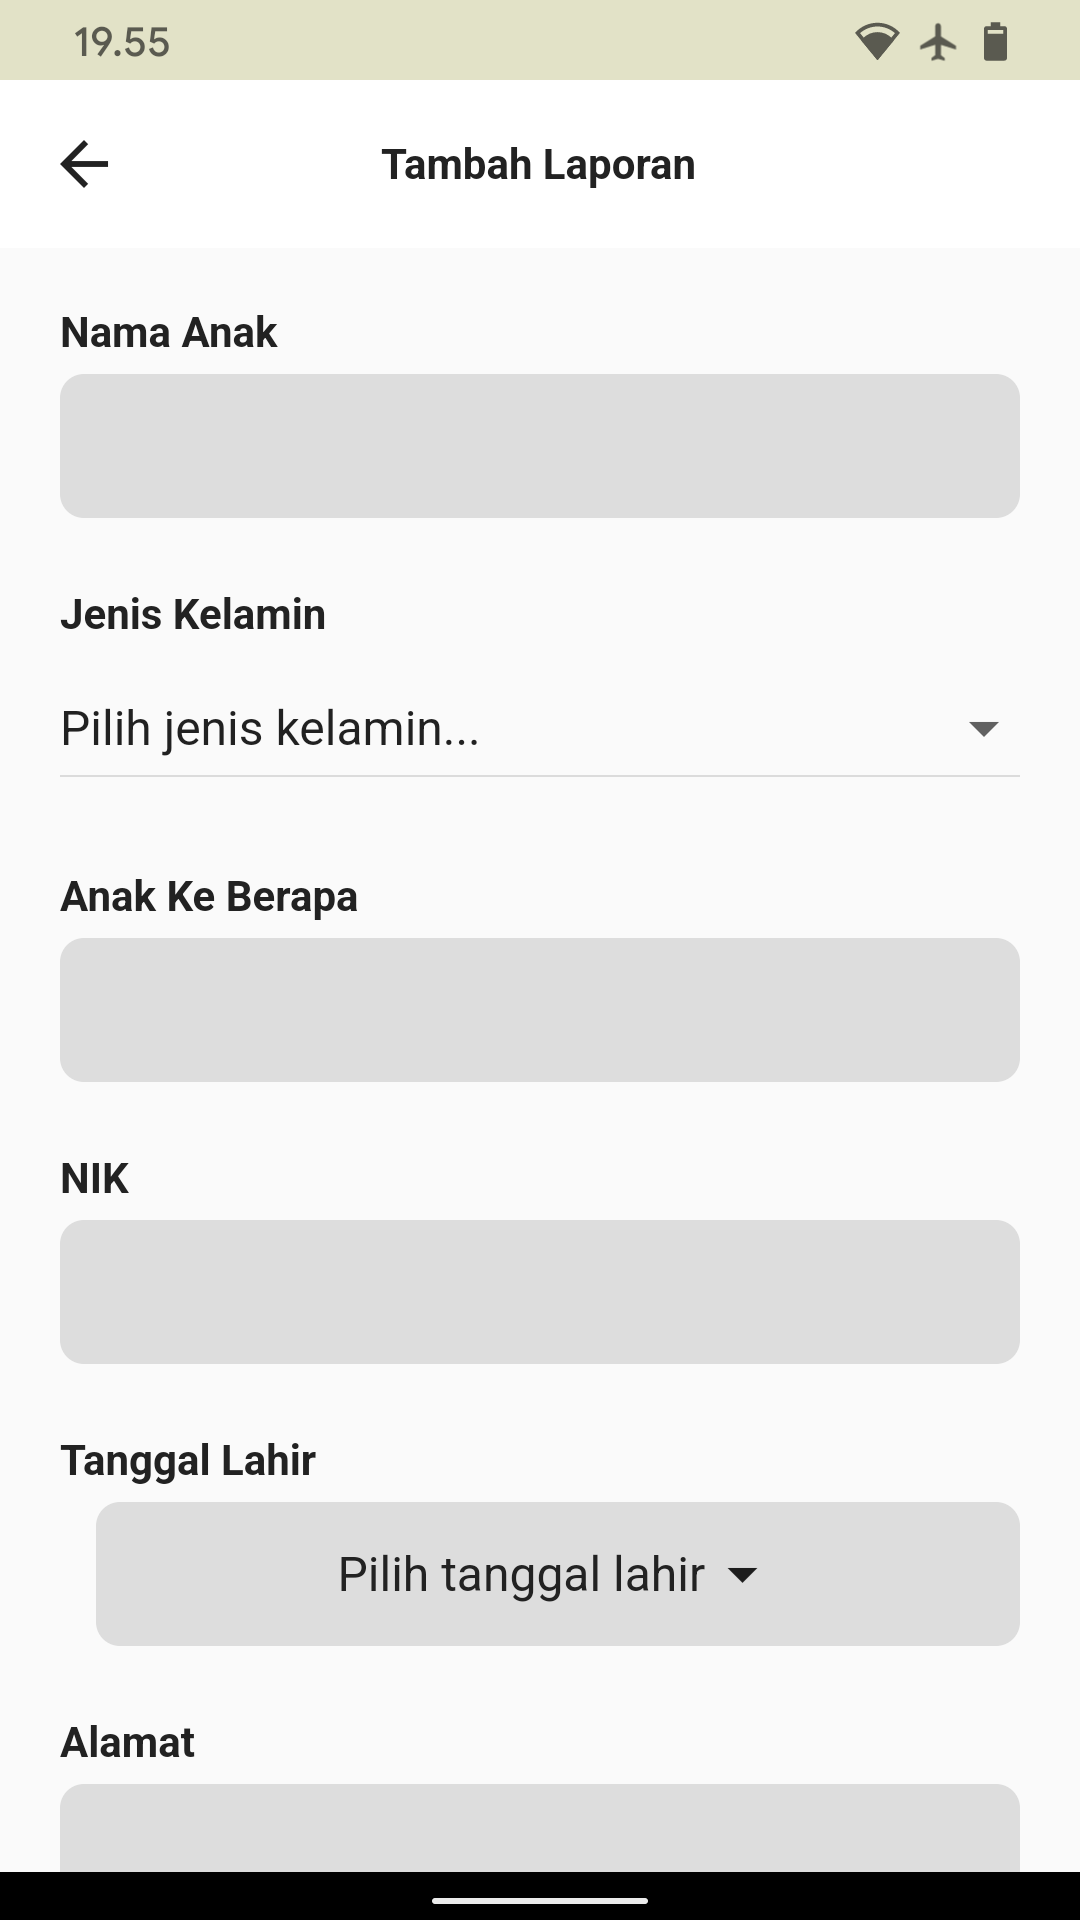 19.55
Tambah Laporan
Nama Anak
Jenis Kelamin
Pilih jenis kelamin...
Anak Ke Berapa
NIK
Tanggal Lahir
Pilih tanggal lahir
Alamat